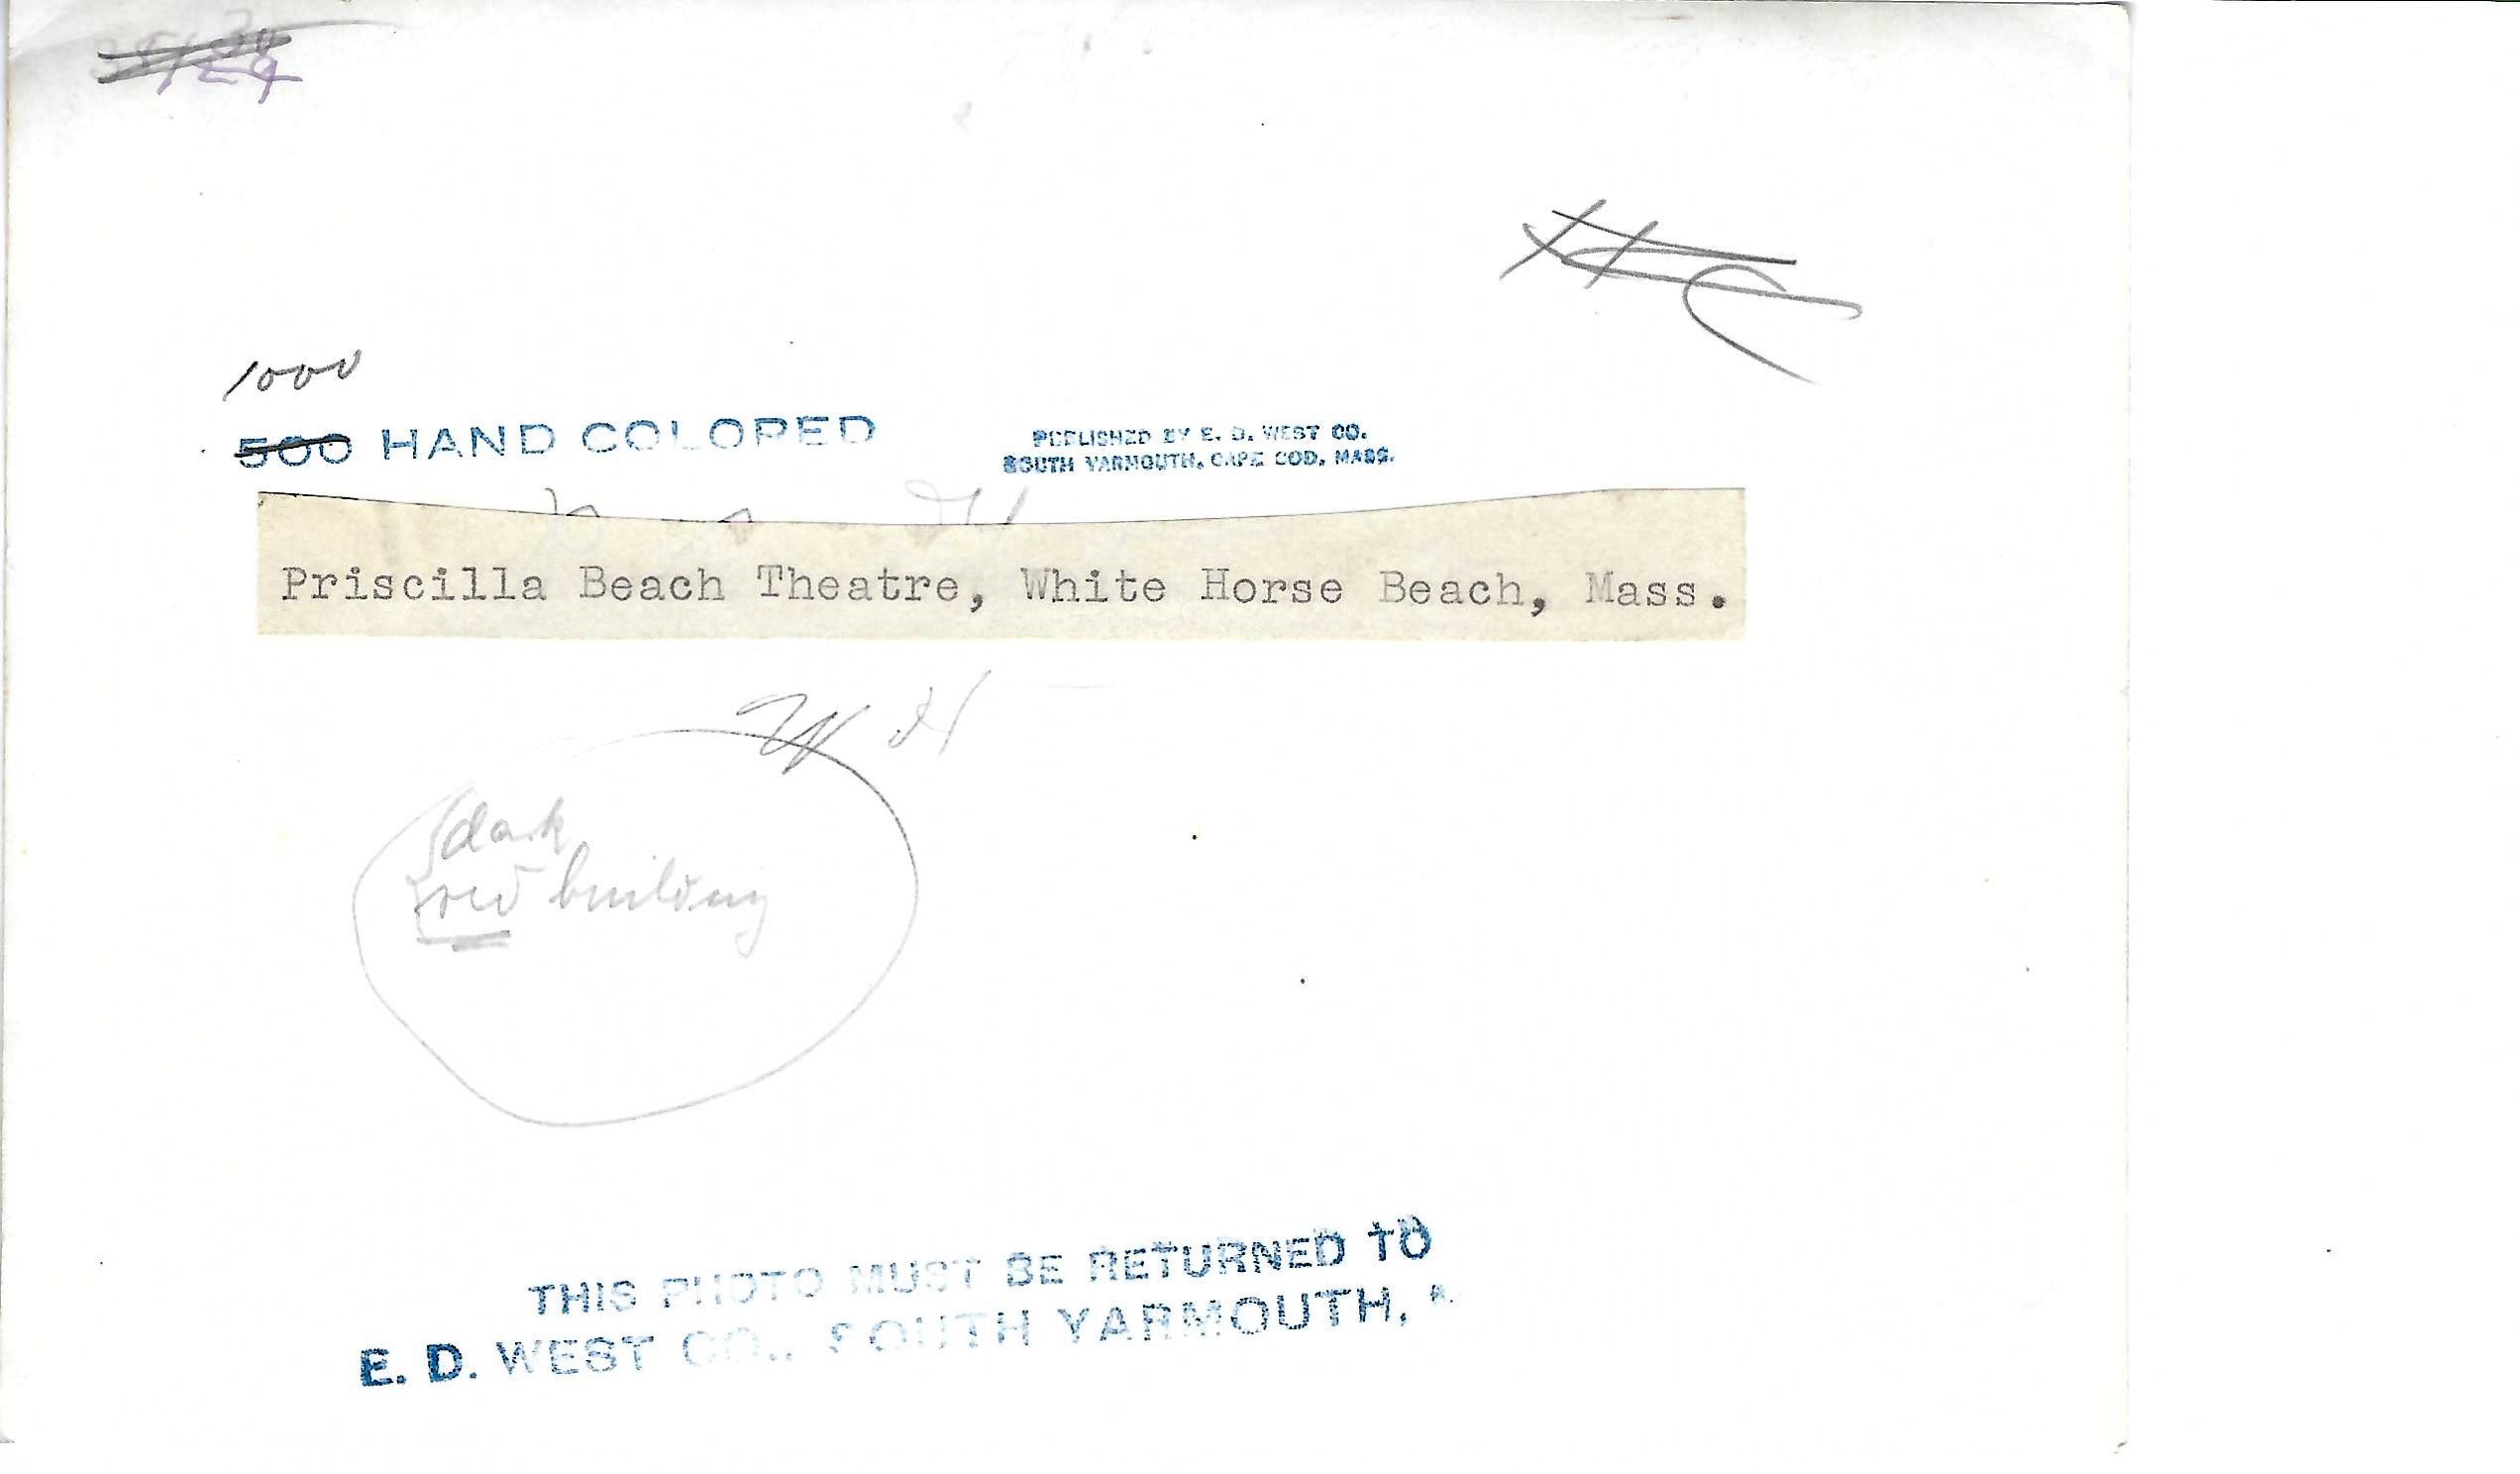 1000
500 HAND COLORED
PUBLISHED BY E. D. WEST CO.
SOUTH YARMOUTH, CAPE COD, MASS.
Priscilla Beach Theatre, White Horse Beach, Mass.
W H
dark
red building
THIS PHOTO MUST BE RETURNED TO
E. D. WEST CO., SOUTH YARMOUTH,